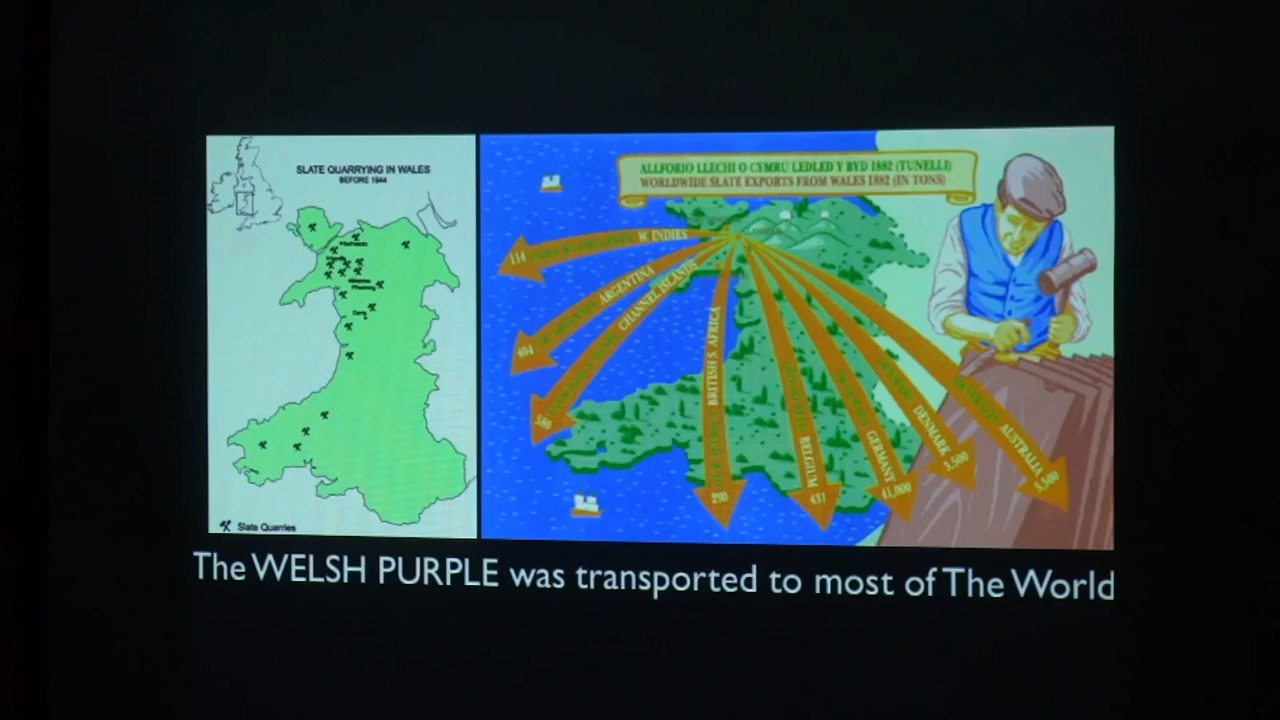 SLATE QUARRYING IN WALES
BEFORE 1944
Slate Quarries
ALLFORIO LLECHI O CYMRU LEDLED Y BYD 1882 (TUNELLI)
WORLDWIDE SLATE EXPORTS FROM WALES 1882 (IN TONS)
114 W. INDIES
404 ARGENTINA
580 CHANNEL ISLANDS
BRITISH S. AFRICA
290
BELGIUM
431
GERMANY
41,000
DENMARK
3,500
AUSTRALIA
5,500
The WELSH PURPLE was transported to most of The World